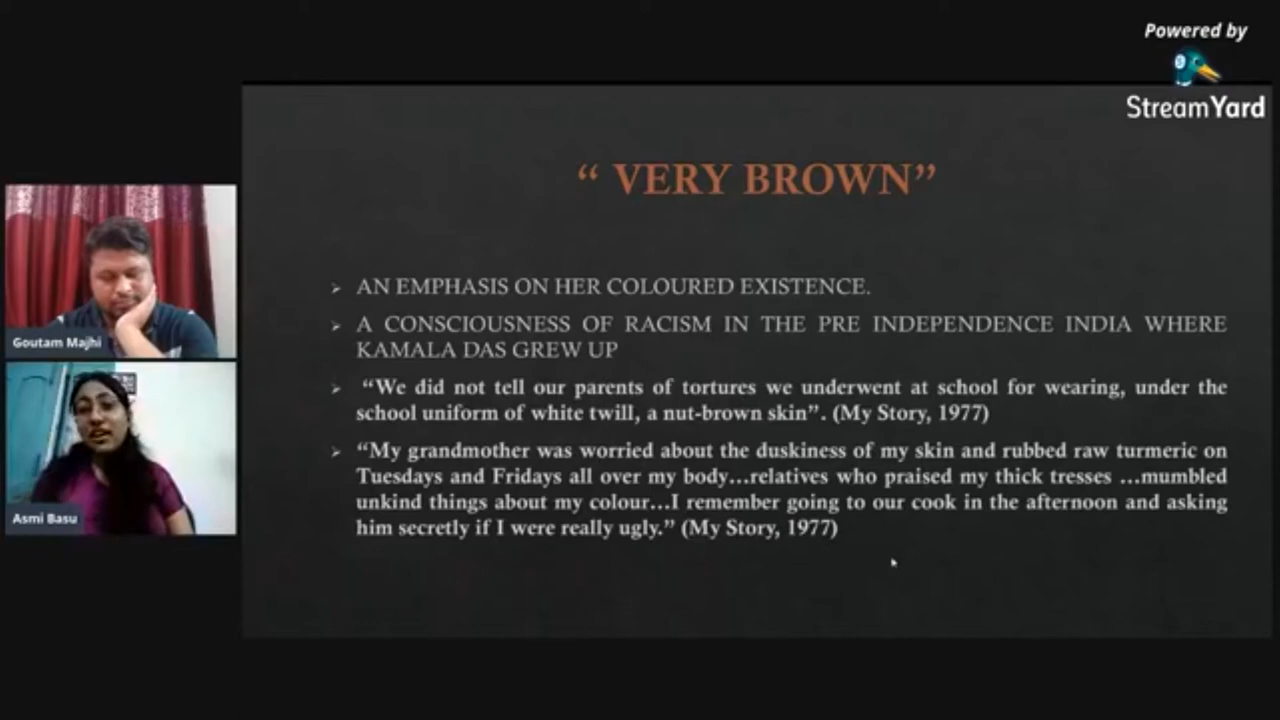 Powered by
StreamYard
“ VERY BROWN”
AN EMPHASIS ON HER COLOURED EXISTENCE.
A CONSCIOUSNESS OF RACISM IN THE PRE INDEPENDENCE INDIA WHERE
KAMALA DAS GREW UP
“We did not tell our parents of tortures we underwent at school for wearing, under the
school uniform of white twill, a nut-brown skin”. (My Story, 1977)
“My grandmother was worried about the duskiness of my skin and rubbed raw turmeric on
Tuesdays and Fridays all over my body…relatives who praised my thick tresses …mumbled
unkind things about my colour…I remember going to our cook in the afternoon and asking
him secretly if I were really ugly.” (My Story, 1977)
Goutam Majhi
Asmi Basu